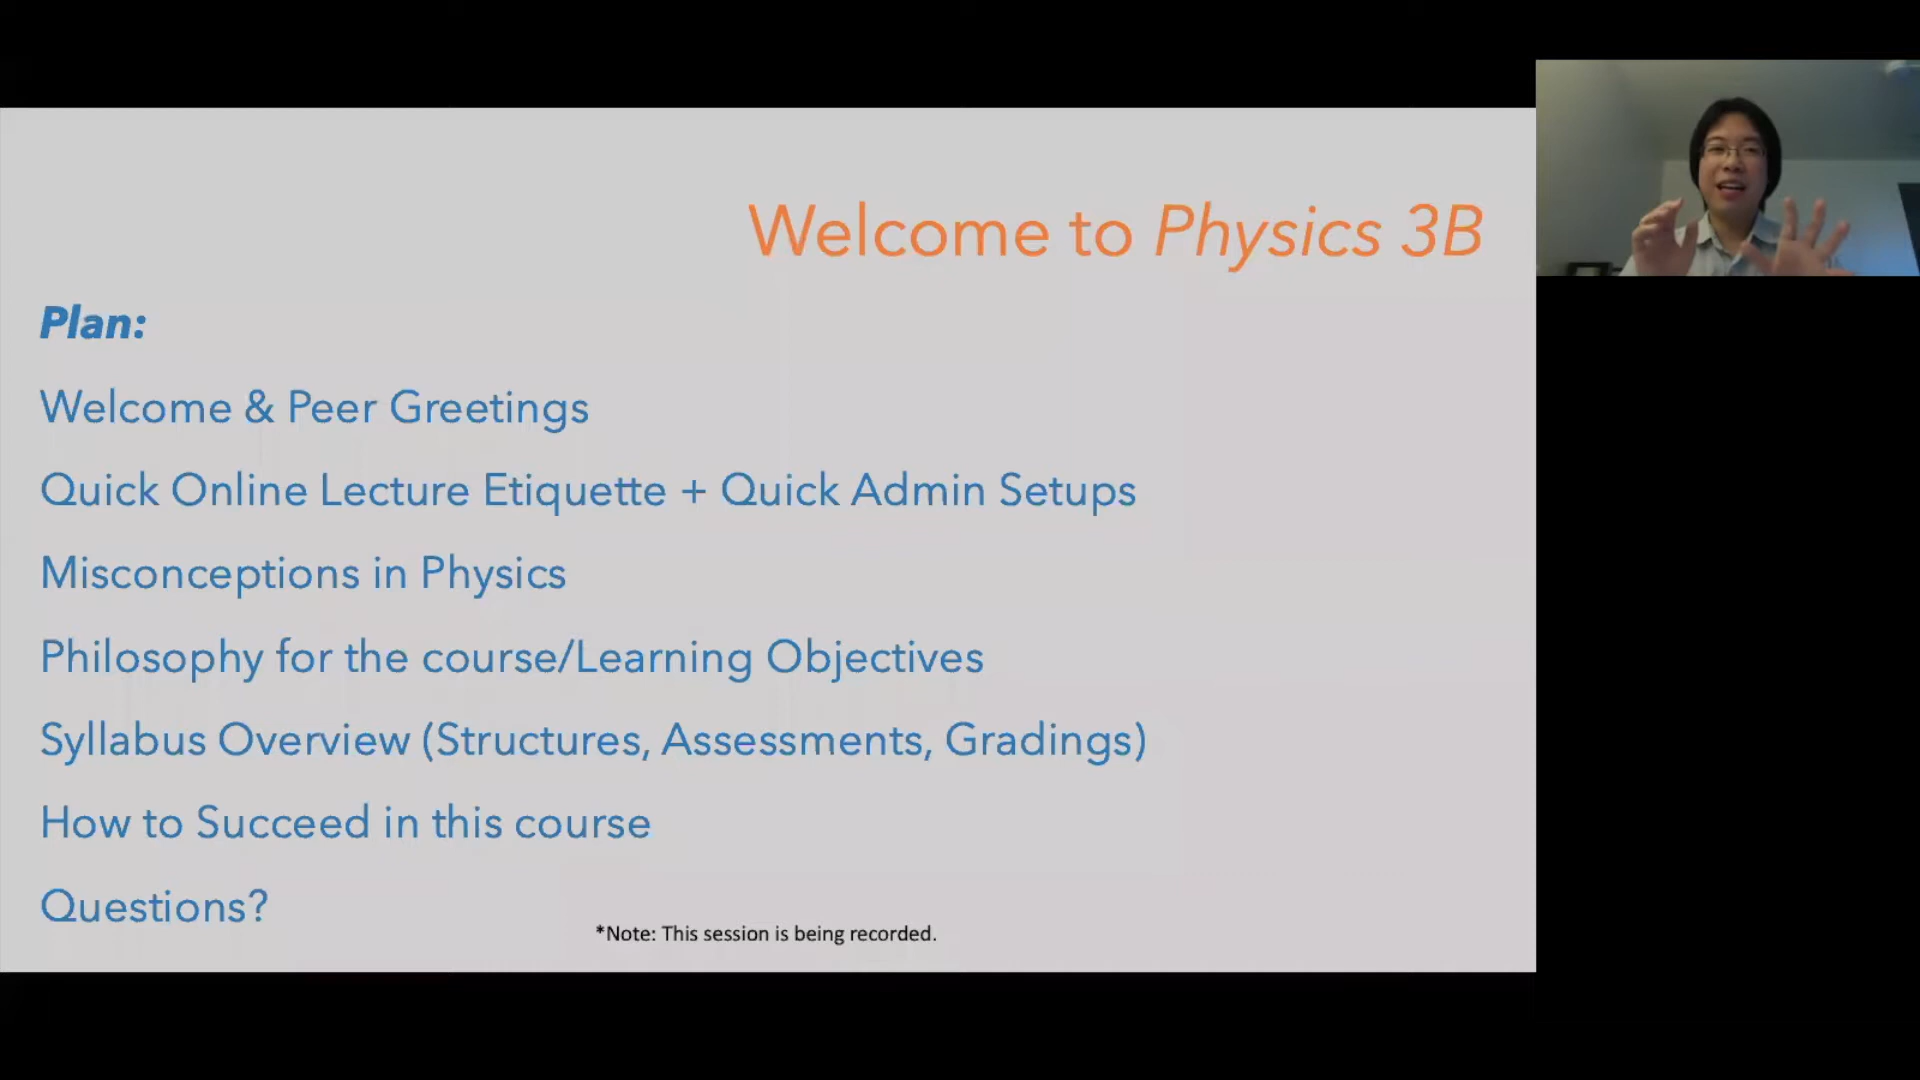 Welcome to Physics 3B
Plan:
Welcome & Peer Greetings
Quick Online Lecture Etiquette + Quick Admin Setups
Misconceptions in Physics
Philosophy for the course/Learning Objectives
Syllabus Overview (Structures, Assessments, Gradings)
How to Succeed in this course
Questions?
*Note: This session is being recorded.